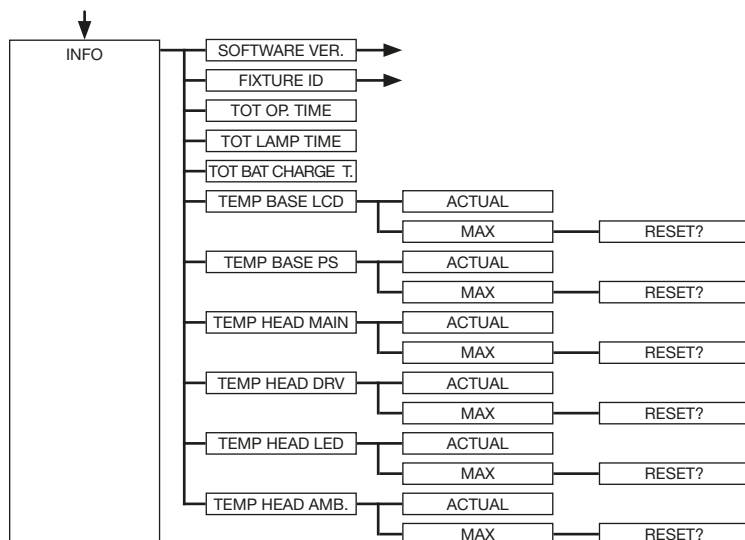 INFO
SOFTWARE VER.
FIXTURE ID
TOT OP. TIME
TOT LAMP TIME
TOT BAT CHARGE T.
TEMP BASE LCD ACTUAL
MAX RESET?
TEMP BASE PS ACTUAL
MAX RESET?
TEMP HEAD MAIN ACTUAL
MAX RESET?
TEMP HEAD DRV ACTUAL
MAX RESET?
TEMP HEAD LED ACTUAL
MAX RESET?
TEMP HEAD AMB. ACTUAL
MAX RESET?